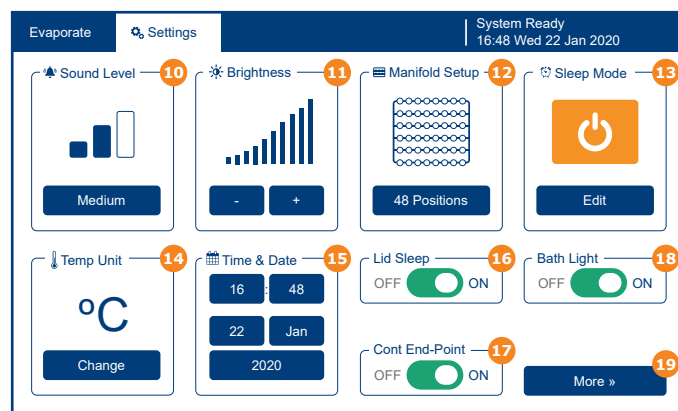 Evaporate
Settings
System Ready
16:48 Wed 22 Jan 2020
Sound Level 10
Brightness 11
Manifold Setup 12
Sleep Mode 13
Medium
- +
48 Positions
Edit
Temp Unit 14
Time & Date 15
Lid Sleep 16
Bath Light 18
16 : 48
OFF ON
OFF ON
ºC
22 Jan
Cont End-Point 17
Change
2020
OFF ON
More » 19